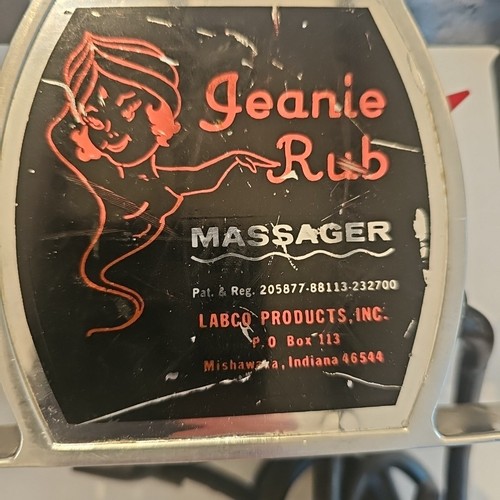 Jeanie
Rub
MASSAGER
Pat. & Reg. 205877-88113-232700
LABCO PRODUCTS, INC.
P.O Box 113
Mishawaka, Indiana 46544